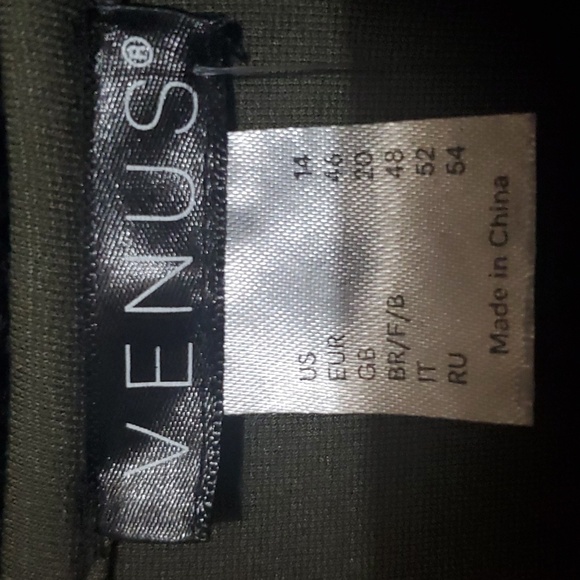 VENUS®
US 14
EUR 46
GB 20
BR/F/B 48
IT 52
RU 54
Made in China